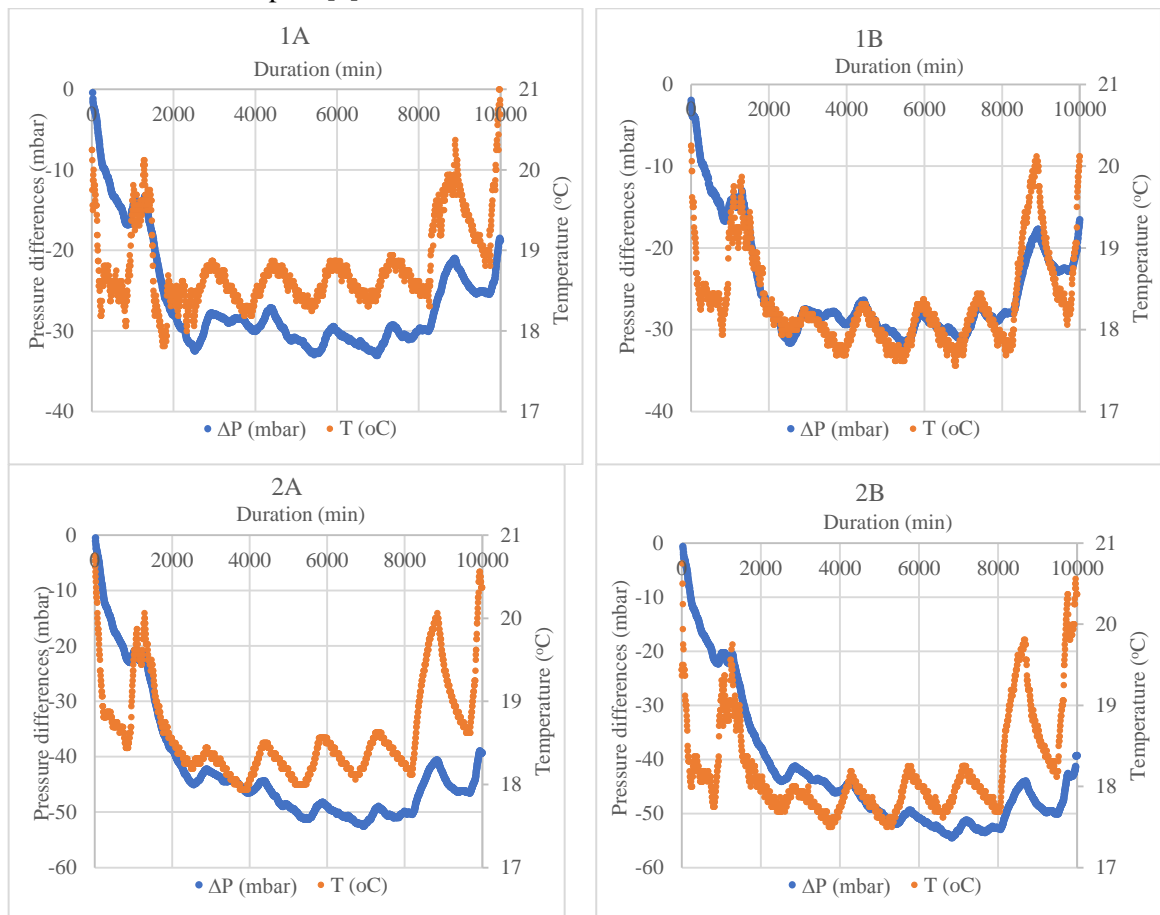 1A
Duration (min)
0 2000 4000 6000 8000 10000
Pressure differences (mbar)
0
-10
-20
-30
-40
21
20
19
18
17
Temperature (°C)
ΔP (mbar) T (oC)
1B
Duration (min)
0 2000 4000 6000 8000 10000
Pressure differences (mbar)
0
-10
-20
-30
-40
21
20
19
18
17
Temperature (°C)
ΔP (mbar) T (oC)
2A
Duration (min)
0 2000 4000 6000 8000 10000
Pressure differences (mbar)
0
-10
-20
-30
-40
-50
-60
21
20
19
18
17
Temperature (°C)
ΔP (mbar) T (oC)
2B
Duration (min)
0 2000 4000 6000 8000 10000
Pressure differences (mbar)
0
-10
-20
-30
-40
-50
-60
21
20
19
18
17
Temperature (°C)
ΔP (mbar) T (oC)